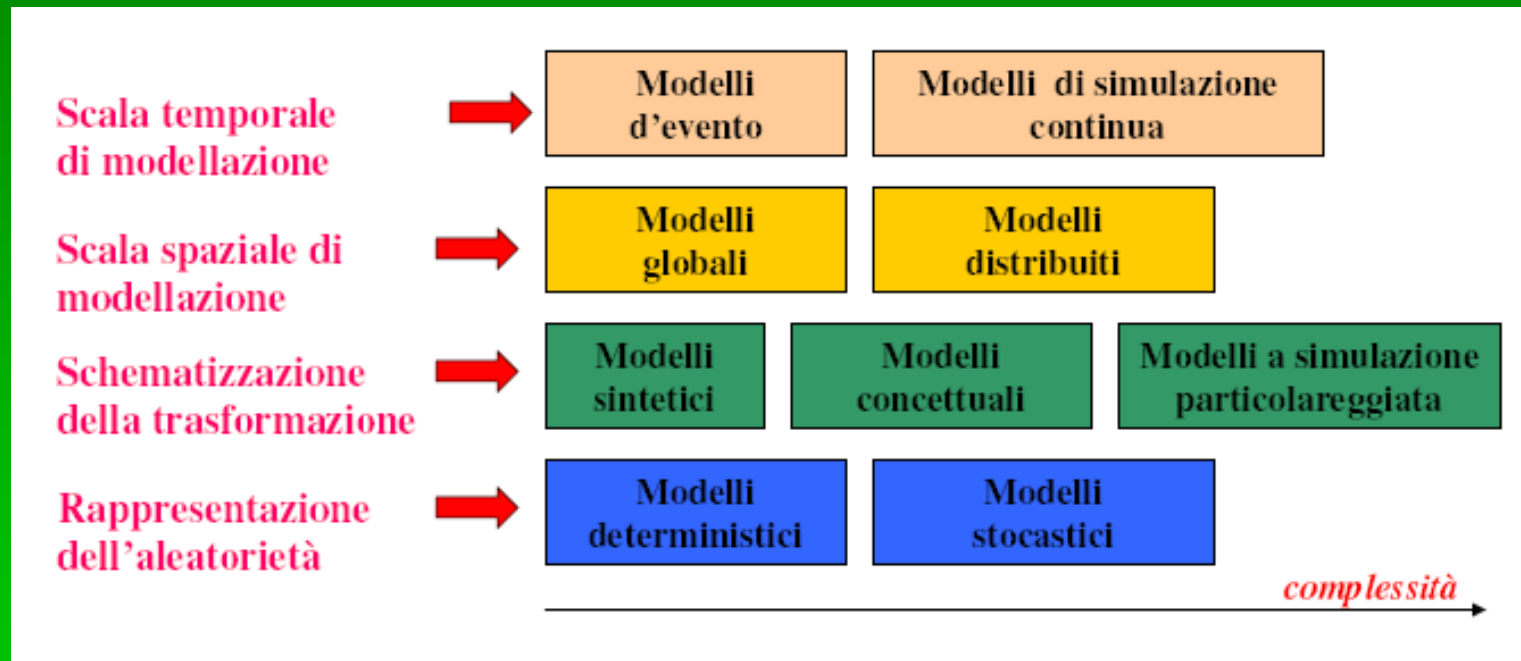 Scala temporale
di modellazione
Modelli
d'evento
Modelli di simulazione
continua
Scala spaziale di
modellazione
Modelli
globali
Modelli
distribuiti
Schematizzazione
della trasformazione
Modelli
sintetici
Modelli
concettuali
Modelli a simulazione
particolareggiata
Rappresentazione
dell'aleatorietà
Modelli
deterministici
Modelli
stocastici
complessità